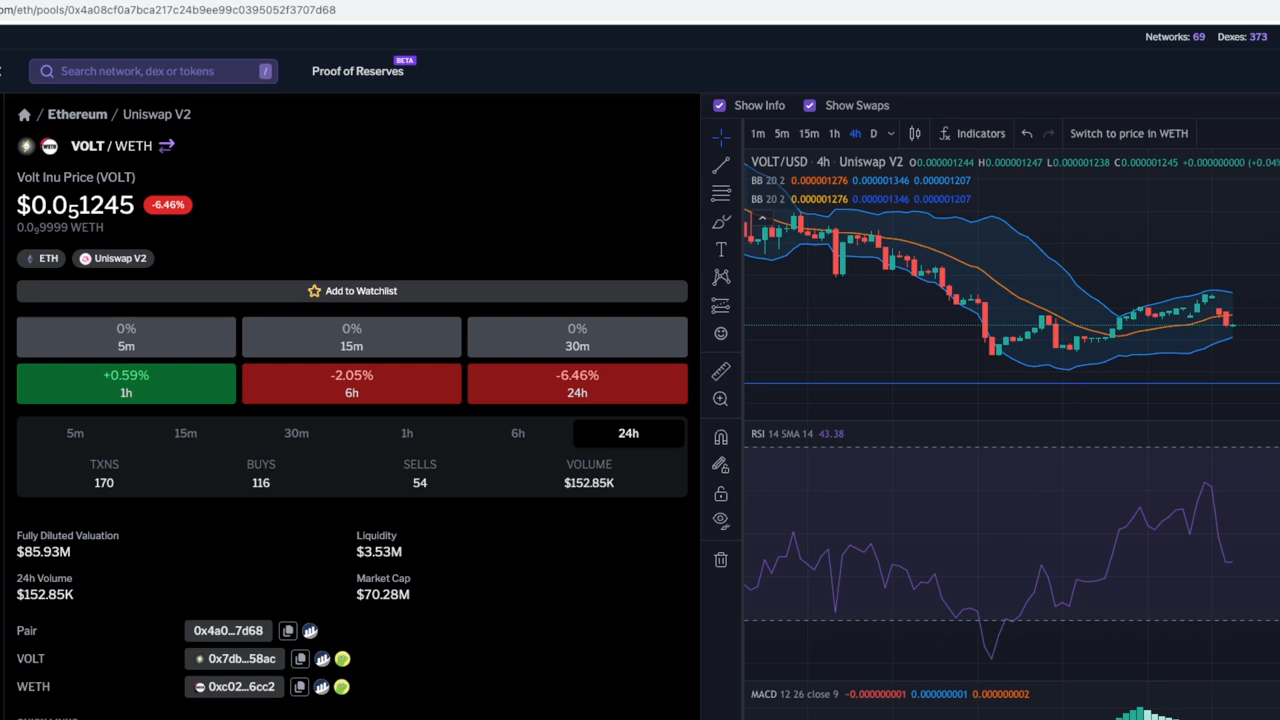 om/eth/pools/0x4a08cf0a7bca217c24b9ee99c0395052f3707d68
Networks: 69 Dexes: 373
Search network, dex or tokens /
Proof of Reserves BETA
/ Ethereum / Uniswap V2
VOLT / WETH
Volt Inu Price (VOLT)
$0.0₅1245 -6.46%
0.0₉9999 WETH
ETH Uniswap V2
Add to Watchlist
0% 0% 0%
5m 15m 30m
+0.59% -2.05% -6.46%
1h 6h 24h
5m 15m 30m 1h 6h 24h
TXNS BUYS SELLS VOLUME
170 116 54 $152.85K
Fully Diluted Valuation Liquidity
$85.93M $3.53M
24h Volume Market Cap
$152.85K $70.28M
Pair 0x4a0...7d68
VOLT 0x7db...58ac
WETH 0xc02...6cc2
Show Info Show Swaps
1m 5m 15m 1h 4h D Indicators Switch to price in WETH
VOLT/USD · 4h · Uniswap V2 O0.000001244 H0.000001247 L0.000001238 C0.000001245 +0.000000000 (+0.04
BB 20 2 0.000001276 0.000001346 0.000001207
BB 20 2 0.000001276 0.000001346 0.000001207
RSI 14 SMA 14 43.38
MACD 12 26 close 9 −0.000000001 0.000000001 0.000000002